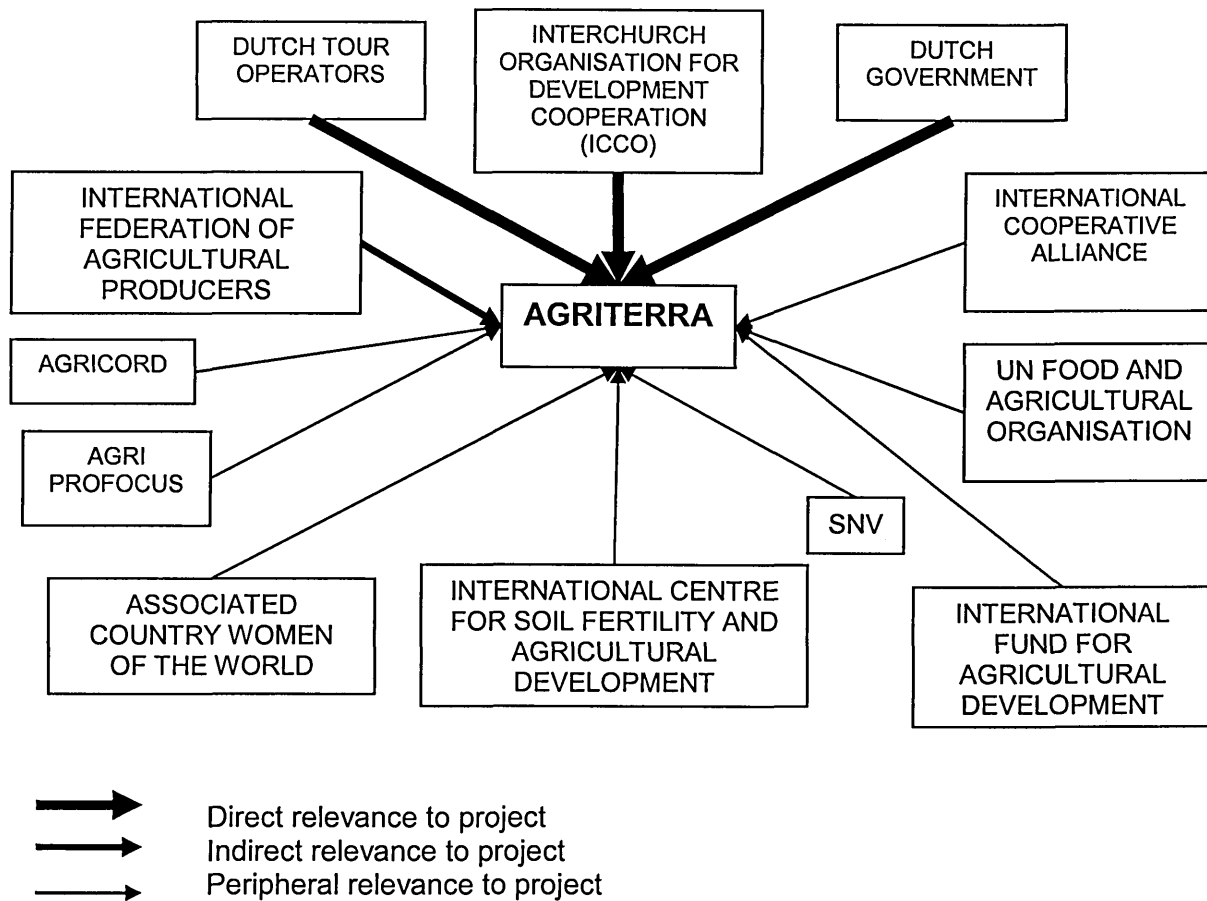 DUTCH TOUR
OPERATORS
INTERCHURCH
ORGANISATION FOR
DEVELOPMENT
COOPERATION
(ICCO)
DUTCH
GOVERNMENT
INTERNATIONAL
FEDERATION OF
AGRICULTURAL
PRODUCERS
INTERNATIONAL
COOPERATIVE
ALLIANCE
AGRITERRA
AGRICORD
UN FOOD AND
AGRICULTURAL
ORGANISATION
AGRI
PROFOCUS
SNV
ASSOCIATED
COUNTRY WOMEN
OF THE WORLD
INTERNATIONAL CENTRE
FOR SOIL FERTILITY AND
AGRICULTURAL
DEVELOPMENT
INTERNATIONAL
FUND FOR
AGRICULTURAL
DEVELOPMENT
Direct relevance to project
Indirect relevance to project
Peripheral relevance to project